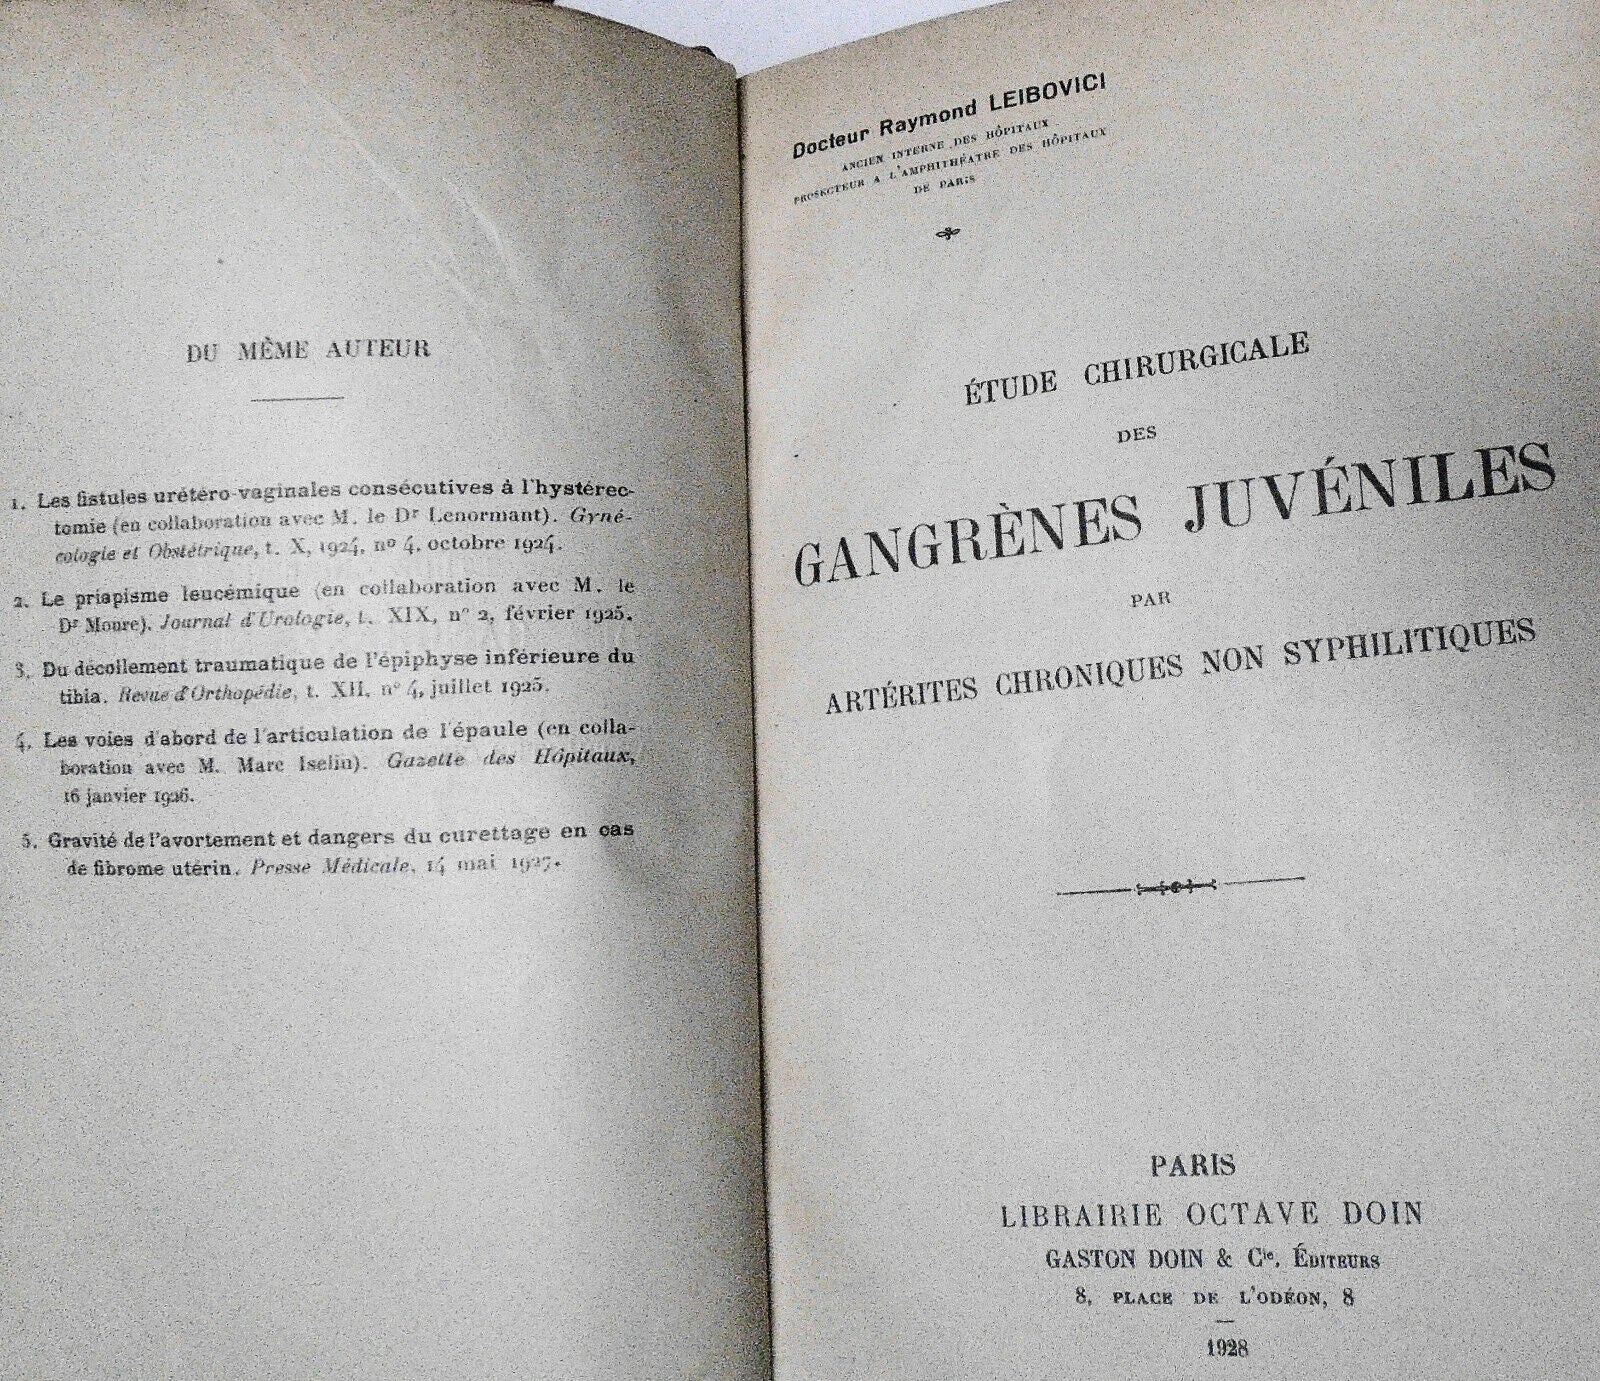 DU MÊME AUTEUR
1. Les fistules urétéro-vaginales consécutives à l'hystérec-
tomie (en collaboration avec M. le Dr Lenormant). Gyné-
cologie et Obstétrique, t. X, 1924, no 4, octobre 1924.
2. Le priapisme leucémique (en collaboration avec M. le
Dr Moure). Journal d'Urologie, t. XIX, n° 2, février 1925.
3. Du décollement traumatique de l'épiphyse inférieure du
tibia. Revue d'Orthopédie, t. XII, n° 4, juillet 1925.
4. Les voies d'abord de l'articulation de l'épaule (en colla-
boration avec M. Marc Iselin). Gazette des Hôpitaux,
16 janvier 1926.
5. Gravité de l'avortement et dangers du curettage en cas
de fibrome utérin. Presse Médicale, 14 mai 1927.
Docteur Raymond LEIBOVICI
ANCIEN INTERNE DES HÔPITAUX
PROSECTEUR A L'AMPHITHÉATRE DES HÔPITAUX
DE PARIS
ÉTUDE CHIRURGICALE
DES
GANGRÈNES JUVÉNILES
PAR
ARTÉRITES CHRONIQUES NON SYPHILITIQUES
PARIS
LIBRAIRIE OCTAVE DOIN
GASTON DOIN & Cie, ÉDITEURS
8, PLACE DE L'ODÉON, 8
1928